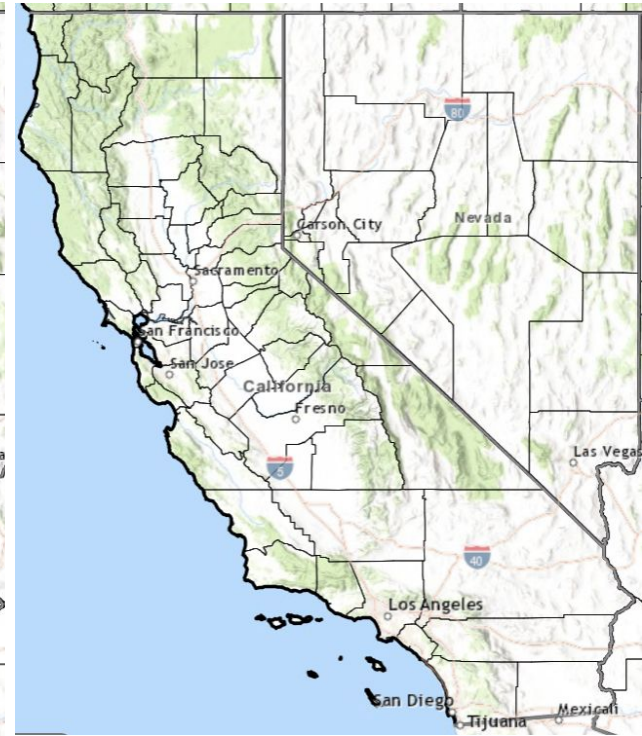 80
Carson City
Nevada
Sacramento
San Francisco
San Jose
California
Fresno
Las Vegas
5
40
Los Angeles
San Diego
Tijuana
Mexicali